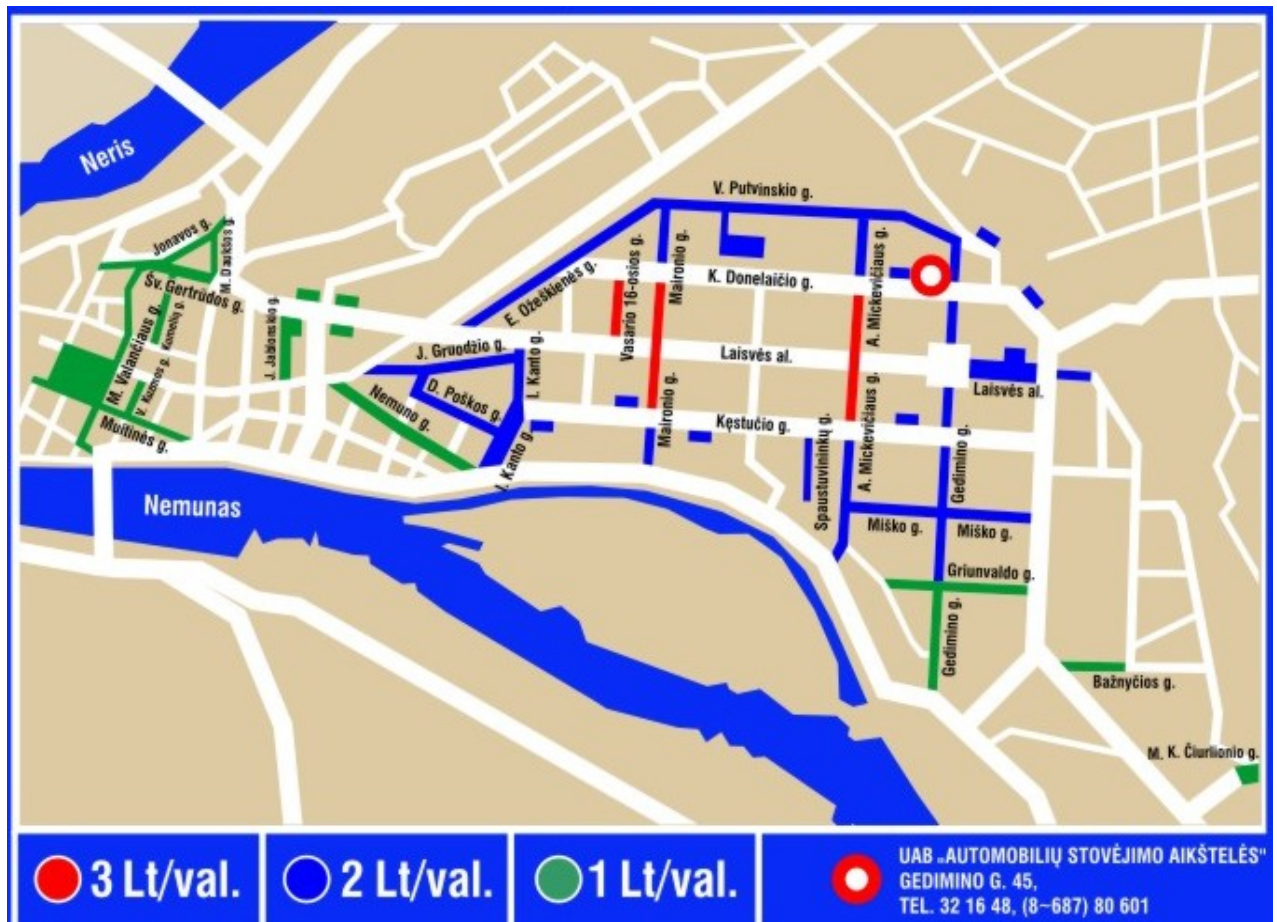 Neris
V. Putvinskio g.
Jonavos g.
M. Daukšos g.
Šv. Gertrūdos g.
E. Ožeškienės g.
Vasario 16-osios g.
Maironio g.
K. Donelaičio g.
A. Mickevičiaus g.
J. Jablonskio g.
M. Valančiaus g.
J. Gruodžio g.
I. Kanto g.
Laisvės al.
Laisvės al.
D. Poškos g.
Nemuno g.
Muitinės g.
I. Kanto g.
Maironio g.
Kęstučio g.
Spaustuvininkų g.
A. Mickevičiaus g.
Gedimino g.
Nemunas
Miško g.
Miško g.
Griunvaldo g.
Gedimino g.
Bažnyčios g.
M. K. Čiurlionio g.
3 Lt/val.
2 Lt/val.
1 Lt/val.
UAB „AUTOMOBILIŲ STOVĖJIMO AIKŠTELĖS"
GEDIMINO G. 45,
TEL. 32 16 48, (8~687) 80 601